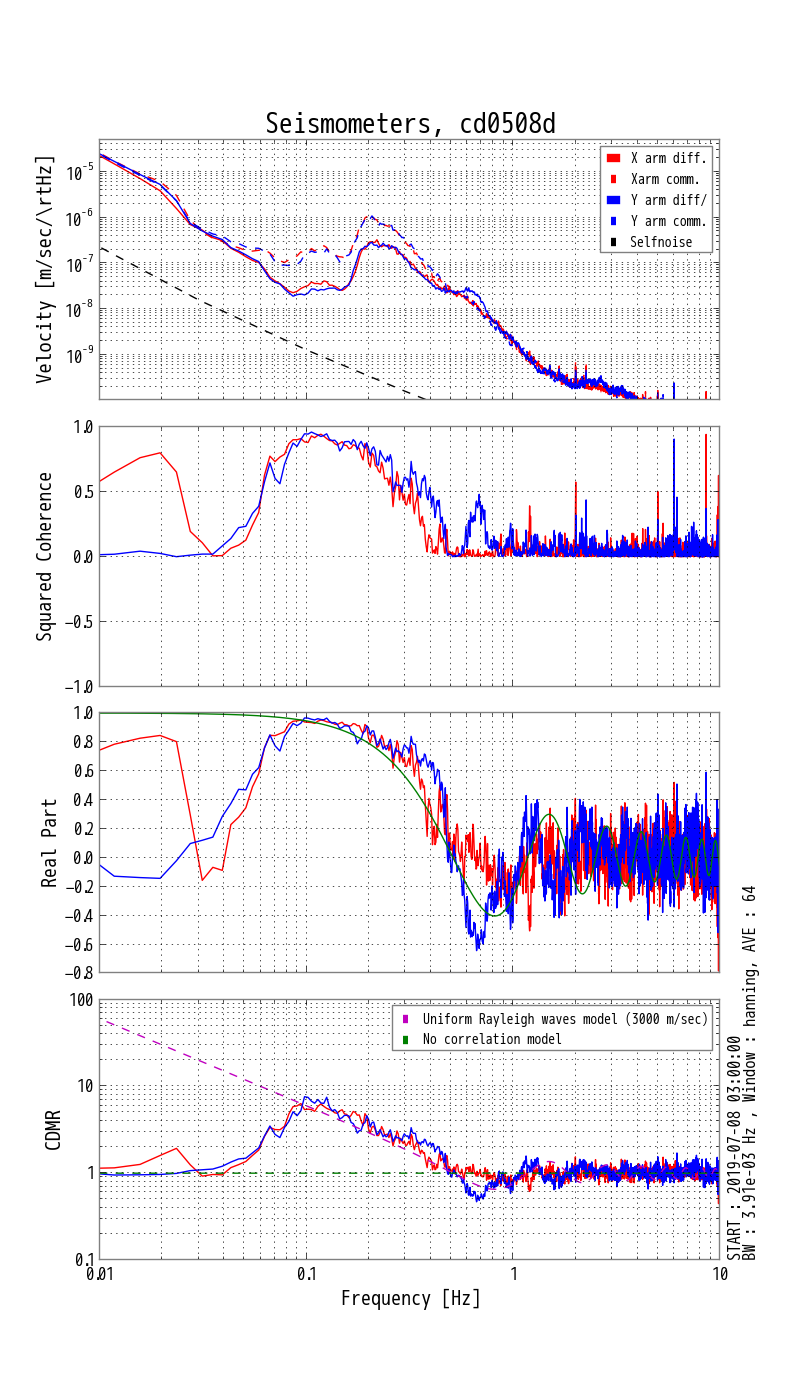 Seismometers, cd0508d
Velocity [m/sec/\rtHz]
10-5
10-6
10-7
10-8
10-9
X arm diff.
Xarm comm.
Y arm diff/
Y arm comm.
Selfnoise
Squared Coherence
1.0
0.5
0.0
−0.5
−1.0
Real Part
1.0
0.8
0.6
0.4
0.2
0.0
−0.2
−0.4
−0.6
−0.8
CDMR
100
10
1
0.1
Uniform Rayleigh waves model (3000 m/sec)
No correlation model
0.01
0.1
1
10
Frequency [Hz]
START : 2019-07-08 03:00:00
BW : 3.91e-03 Hz , Window : hanning, AVE : 64